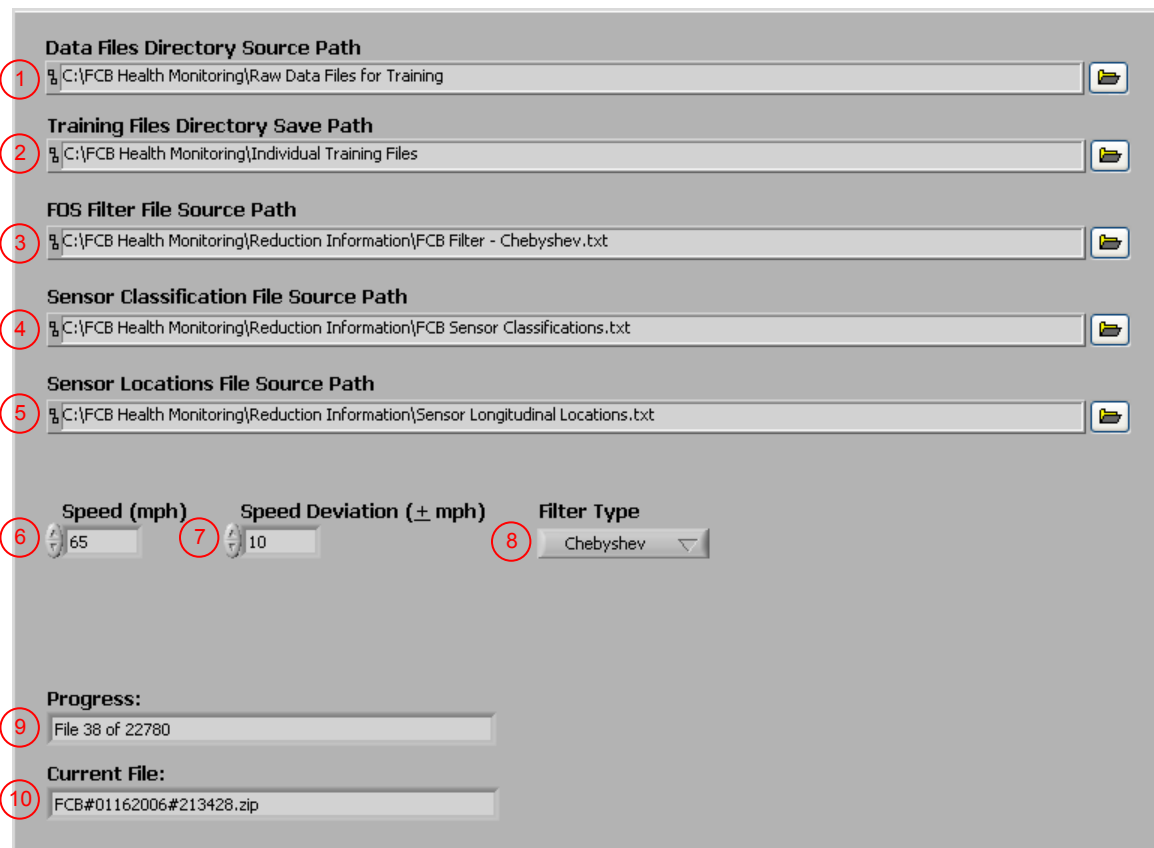 Data Files Directory Source Path
1 C:\FCB Health Monitoring\Raw Data Files for Training
Training Files Directory Save Path
2 C:\FCB Health Monitoring\Individual Training Files
FOS Filter File Source Path
3 C:\FCB Health Monitoring\Reduction Information\FCB Filter - Chebyshev.txt
Sensor Classification File Source Path
4 C:\FCB Health Monitoring\Reduction Information\FCB Sensor Classifications.txt
Sensor Locations File Source Path
5 C:\FCB Health Monitoring\Reduction Information\Sensor Longitudinal Locations.txt
Speed (mph) Speed Deviation (± mph) Filter Type
6 65 7 10 8 Chebyshev
Progress:
9 File 38 of 22780
Current File:
10 FCB#01162006#213428.zip